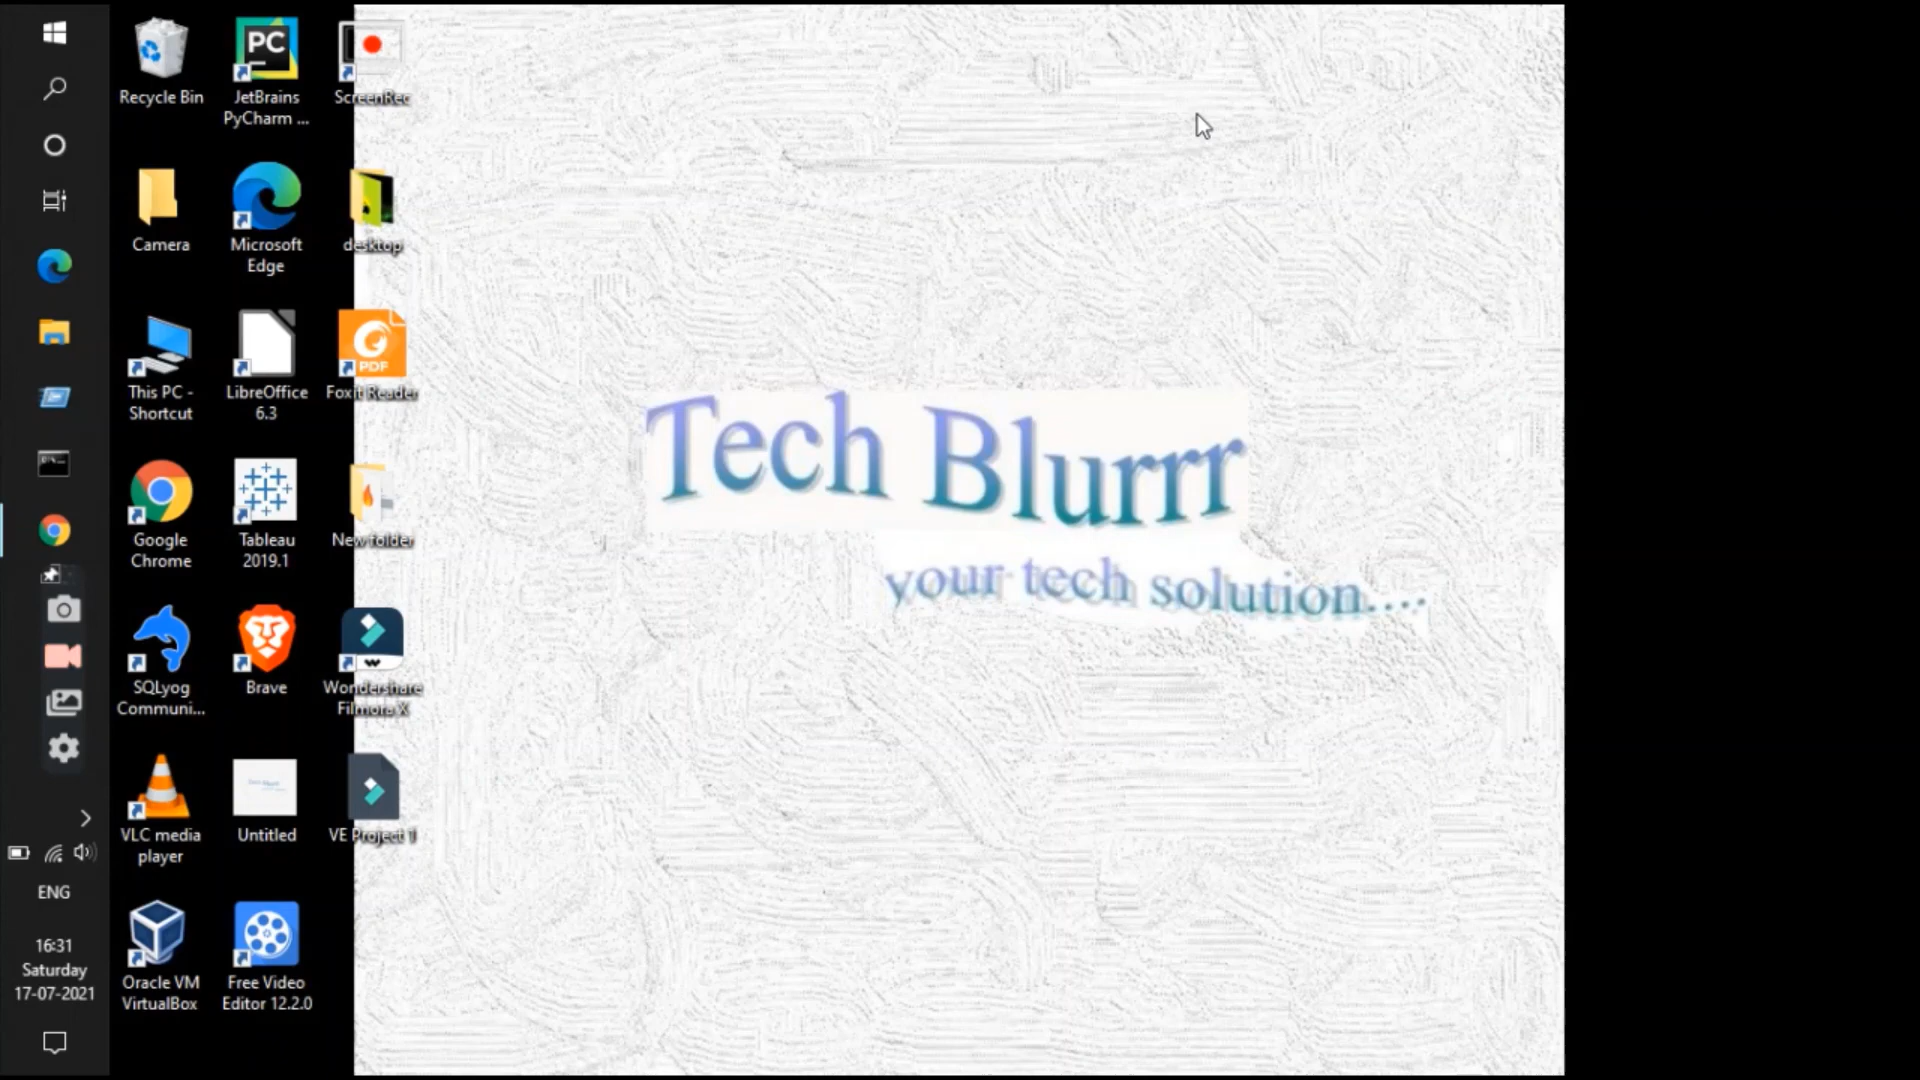 Recycle Bin
JetBrains
PyCharm ...
ScreenRec
Camera
Microsoft
Edge
desktop
This PC -
Shortcut
LibreOffice
6.3
PDF
Foxit Reader
Google
Chrome
Tableau
2019.1
New folder
SQLyog
Communi...
Brave
Wondershare
Filmora X
VLC media
player
Untitled
VE Project 1
Oracle VM
VirtualBox
Free Video
Editor 12.2.0
PC
Tech Blurrr
your tech solution....
ENG
16:31
Saturday
17-07-2021